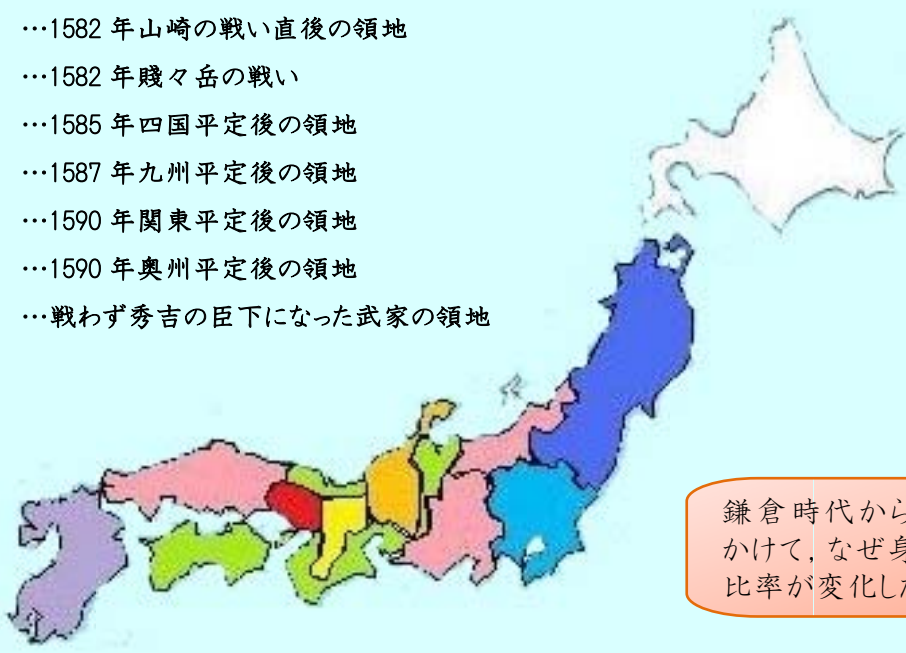 …1582 年山崎の戦い直後の領地
…1582 年賤々岳の戦い
…1585 年四国平定後の領地
…1587 年九州平定後の領地
…1590 年関東平定後の領地
…1590 年奥州平定後の領地
…戦わず秀吉の臣下になった武家の領地
鎌倉時代から
かけて，なぜ身
比率が変化した